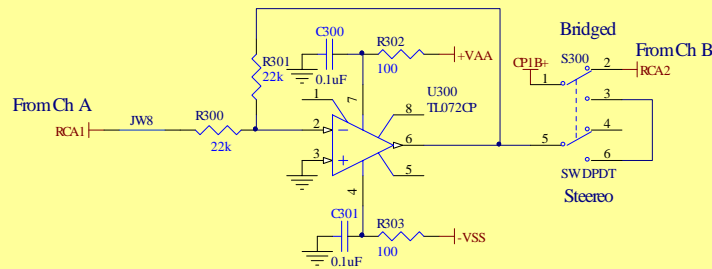 Bridged
C300
R302
+VAA
From Ch B
S300
CP1B+
2
RCA2
R301
22k
0.1uF
100
1
U300
TL072CP
1
7
3
From Ch A
8
R300
4
RCA1
JW8
2
6
5
22k
3
5
6
4
SWDPDT
Steereo
C301
R303
-VSS
0.1uF
100